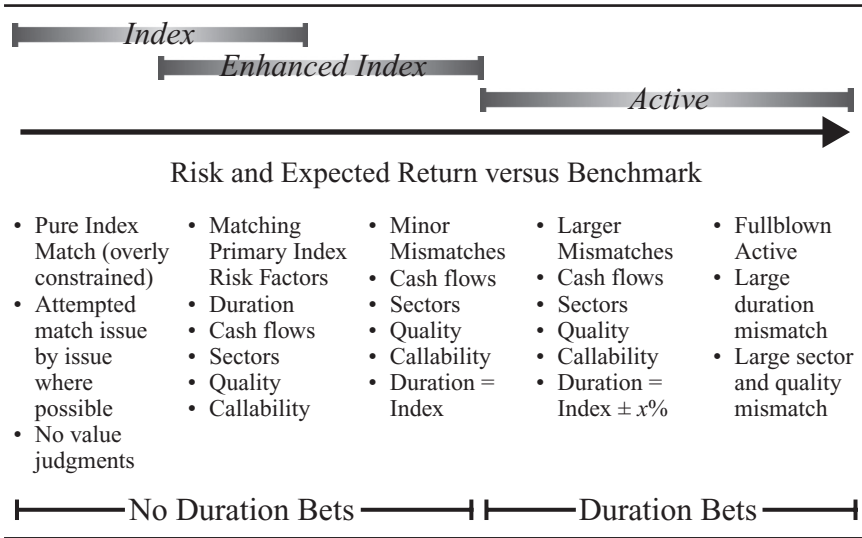 Index
Enhanced Index
Active
Risk and Expected Return versus Benchmark
• Pure Index
Match (overly
constrained)
• Attempted
match issue
by issue
where
possible
• No value
judgments
• Matching
Primary Index
Risk Factors
• Duration
• Cash flows
• Sectors
• Quality
• Callability
• Minor
Mismatches
• Cash flows
• Sectors
• Quality
• Callability
• Duration =
Index
• Larger
Mismatches
• Cash flows
• Sectors
• Quality
• Callability
• Duration =
Index ± x%
• Fullblown
Active
• Large
duration
mismatch
• Large sector
and quality
mismatch
No Duration Bets
Duration Bets